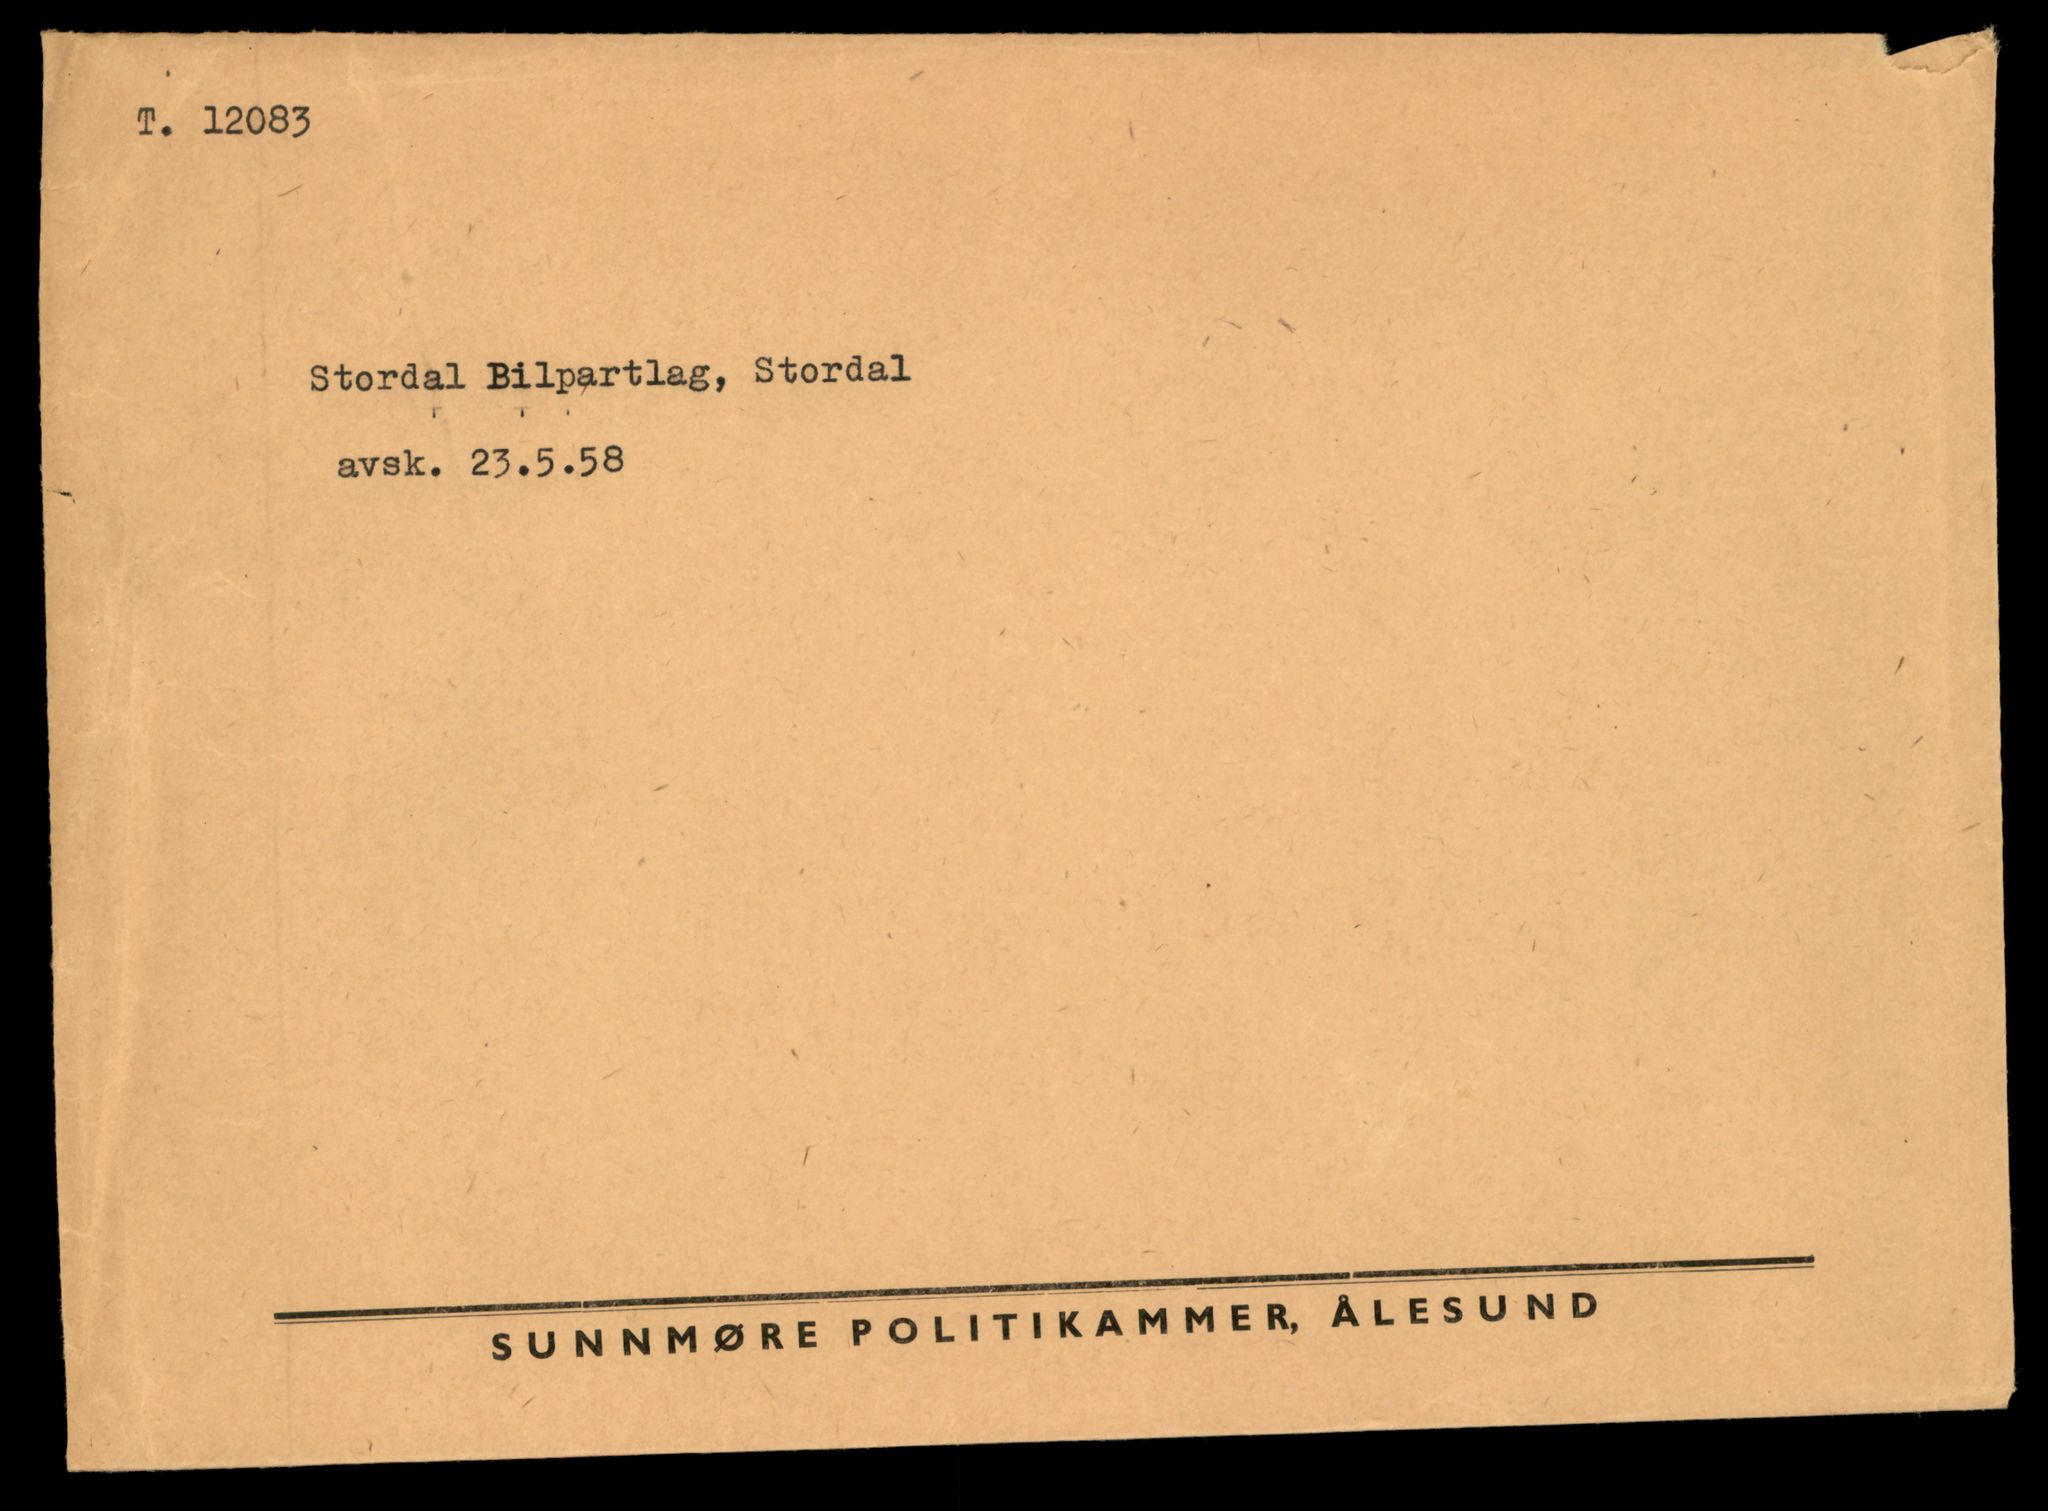 T. 12083
Stordal Bilpartlag, Stordal
avsk. 23.5.58
SUNNMØRE POLITIKAMMER, ÅLESUND